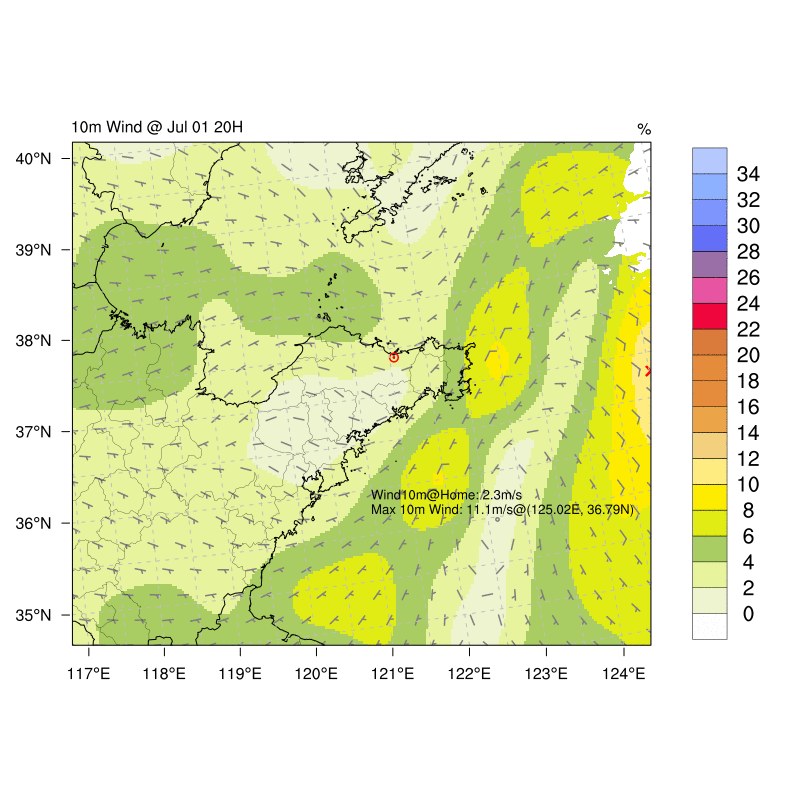 10m Wind @ Jul 01 20H
%
40°N
39°N
38°N
37°N
36°N
35°N
117°E 118°E 119°E 120°E 121°E 122°E 123°E 124°E
Wind10m@Home: 2.3m/s
Max 10m Wind: 11.1m/s@(125.02E, 36.79N)
34
32
30
28
26
24
22
20
18
16
14
12
10
8
6
4
2
0